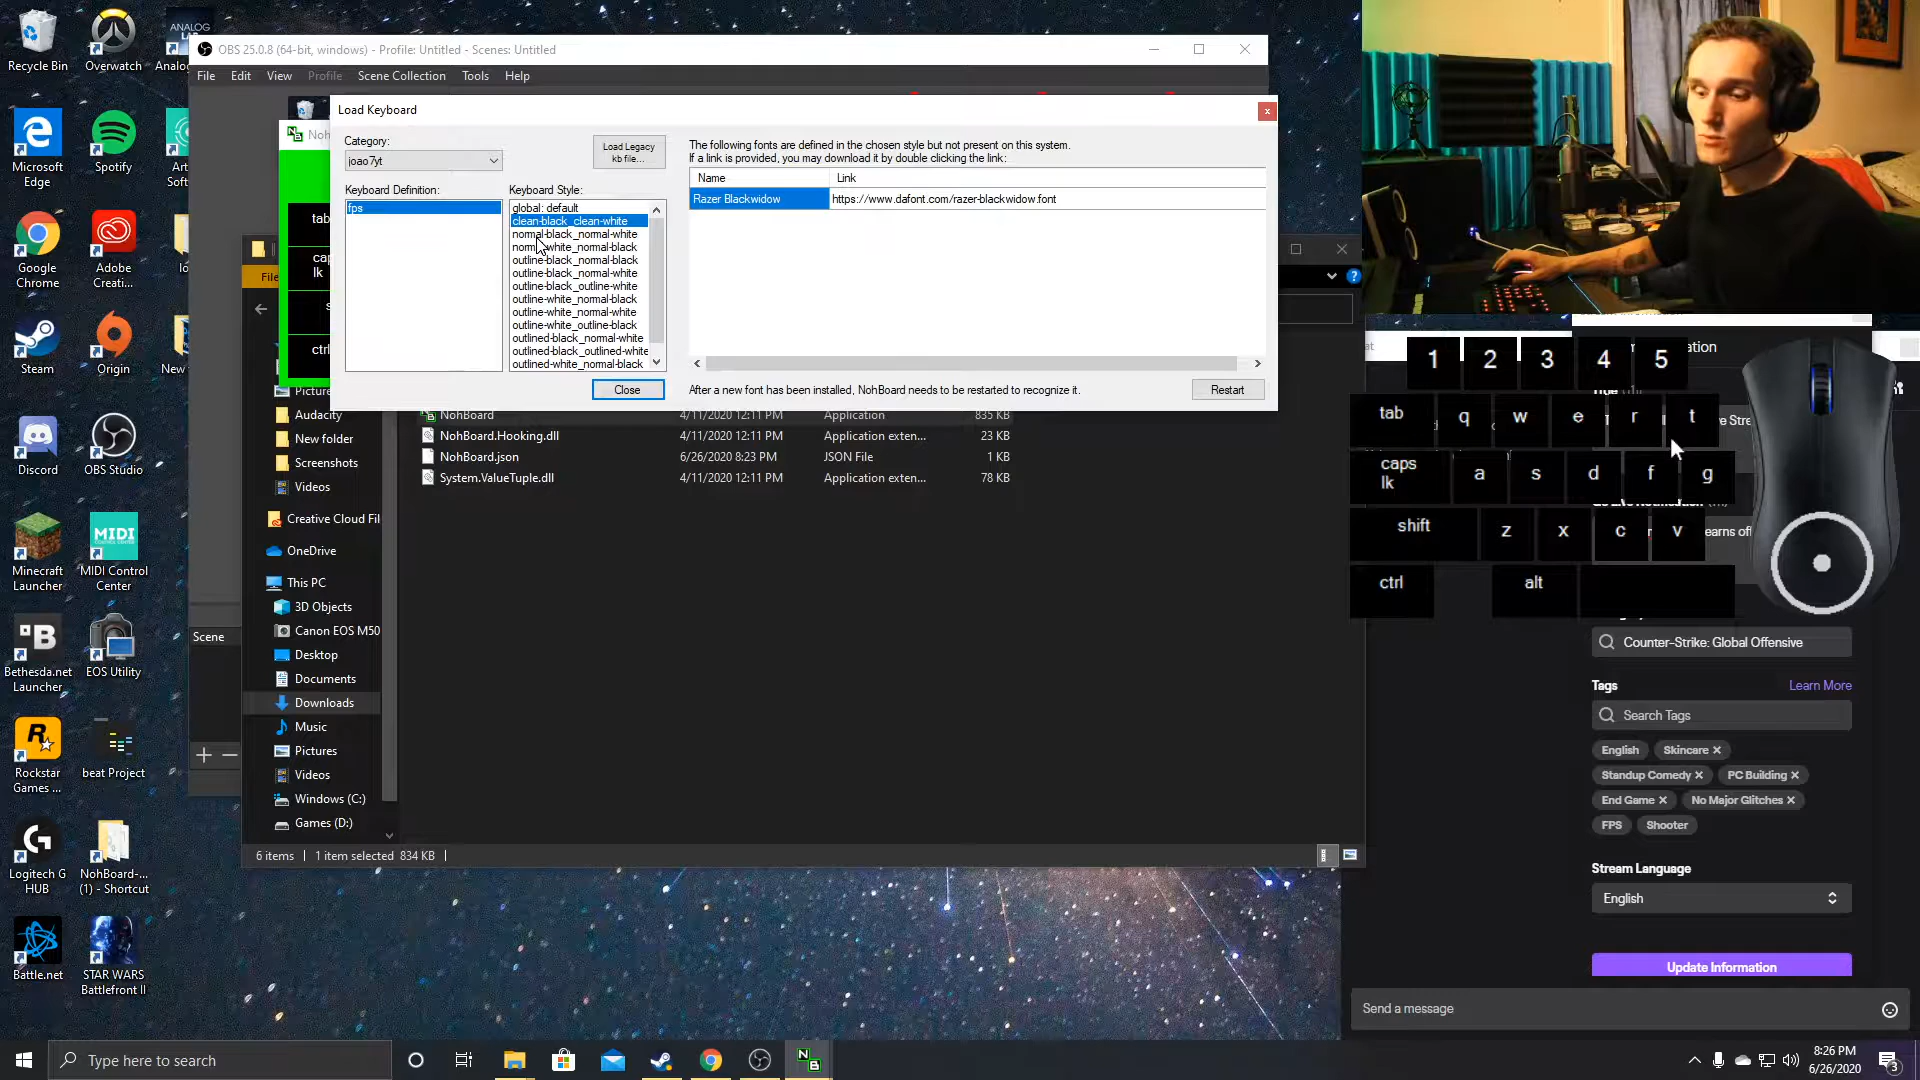 Recycle Bin
Overwatch
Analog
ANALOG LAB
Microsoft Edge
Spotify
Art
Soft
Google Chrome
Adobe Creati...
Steam
Origin
New
Discord
OBS Studio
Minecraft Launcher
MIDI
CONTROL CENTER
MIDI Control Center
Bethesda.net Launcher
EOS Utility
Rockstar Games ...
beat Project
Logitech G HUB
NohBoard-... (1) - Shortcut
Battle.net
STAR WARS Battlefront II
OBS 25.0.8 (64-bit, windows) - Profile: Untitled - Scenes: Untitled
File Edit View Profile Scene Collection Tools Help
Noh
tab
ctrl
File
Scene
Load Keyboard
Category:
joao7yt
Load Legacy kb file...
Keyboard Definition:
fps
Keyboard Style:
global: default
clean-black_clean-white
normal-black_normal-white
normal-white_normal-black
outline-black_normal-black
outline-black_normal-white
outline-black_outline-white
outline-white_normal-black
outline-white_normal-white
outline-white_outline-black
outlined-black_normal-white
outlined-black_outlined-white
outlined-white_normal-black
The following fonts are defined in the chosen style but not present on this system.
If a link is provided, you may download it by double clicking the link:
Name Link
Razer Blackwidow https://www.dafont.com/razer-blackwidow.font
Close
After a new font has been installed, NohBoard needs to be restarted to recognize it.
Restart
NohBoard 4/11/2020 12:11 PM Application 835 KB
NohBoard.Hooking.dll 4/11/2020 12:11 PM Application exten... 23 KB
NohBoard.json 6/26/2020 8:23 PM JSON File 1 KB
System.ValueTuple.dll 4/11/2020 12:11 PM Application exten... 78 KB
Pictures
Audacity
New folder
Screenshots
Videos
Creative Cloud Fil
OneDrive
This PC
3D Objects
Canon EOS M50
Desktop
Documents
Downloads
Music
Pictures
Videos
Windows (C:)
Games (D:)
6 items 1 item selected 834 KB
1 2 3 4 5
tab q w e r t
caps lk a s d f g
shift z x c v
ctrl alt
Counter-Strike: Global Offensive
Tags Learn More
Search Tags
English Skincare
Standup Comedy PC Building
End Game No Major Glitches
FPS Shooter
Stream Language
English
Update Information
Send a message
Type here to search
8:26 PM
6/26/2020
3